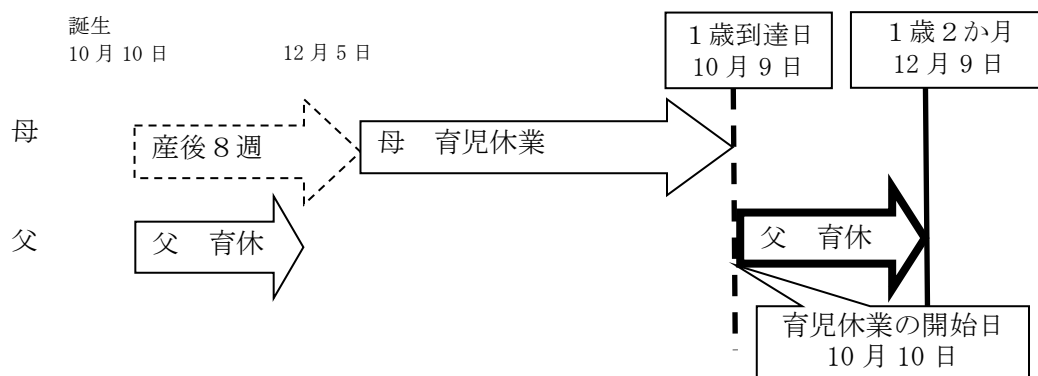 誕生
10月10日
12月5日
1歳到達日
10月9日
1歳2か月
12月9日
母
産後8週
母　育児休業
父
父　育休
父　育休
育児休業の開始日
10月10日